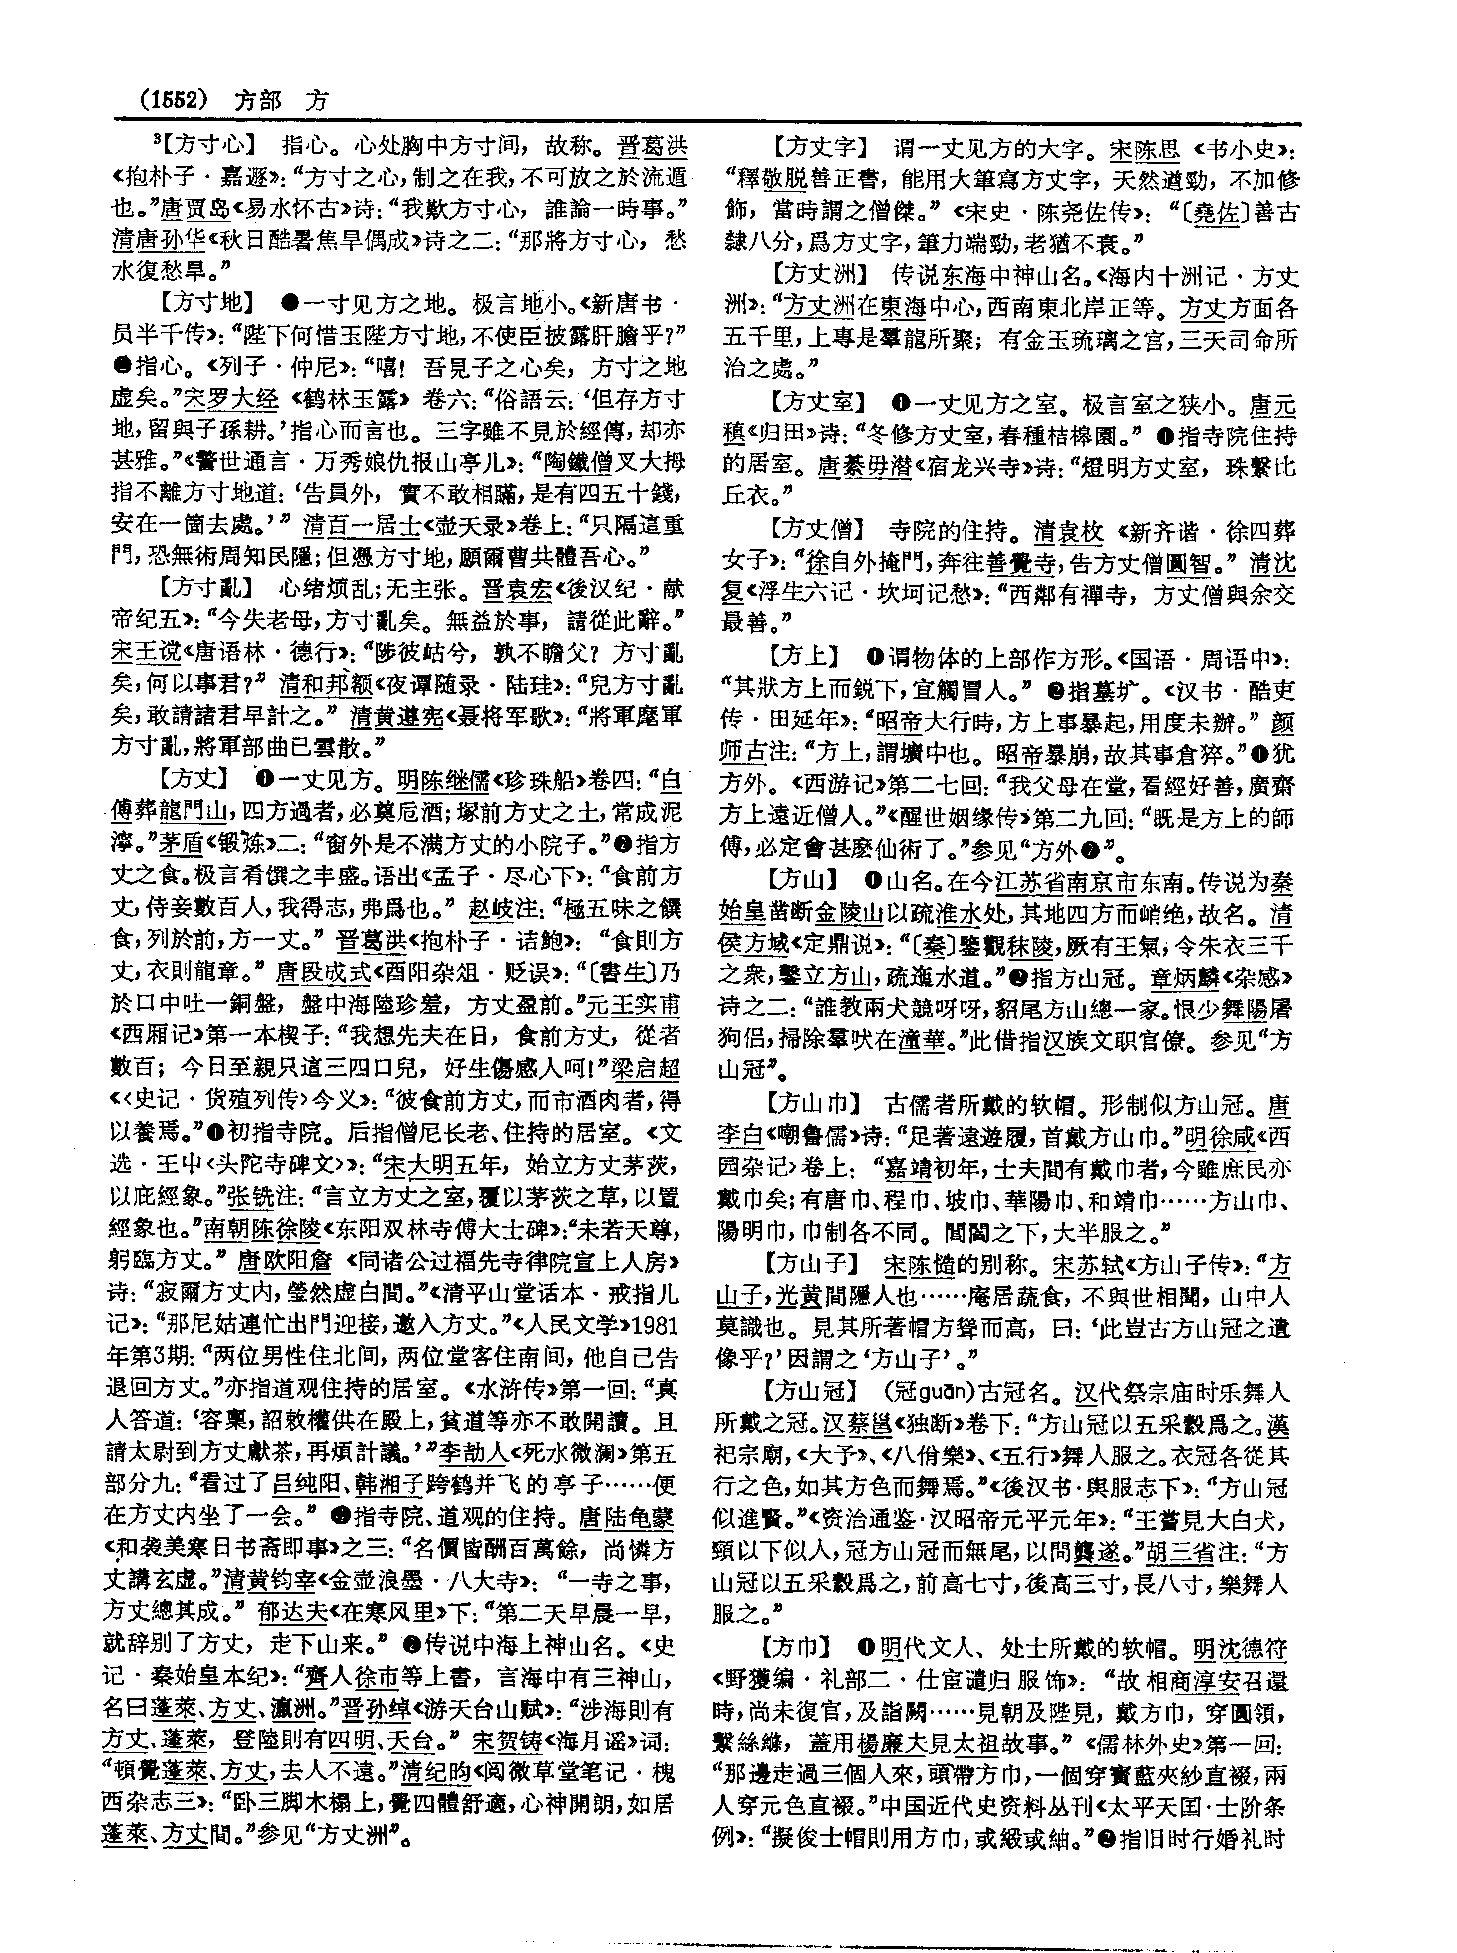 (1552) 方部 方
³【方寸心】 指心。心处胸中方寸间，故称。晋葛洪
《抱朴子·嘉遯》：“方寸之心，制之在我，不可放之於流遁
也。”唐贾岛《易水怀古》诗：“我歎方寸心，誰論一時事。”
清唐孙华《秋日酷暑焦旱偶成》诗之二：“那將方寸心，愁
水復愁旱。”
【方寸地】 ●一寸见方之地。极言地小。《新唐书·
员半千传》：“陛下何惜玉陛方寸地，不使臣披露肝膽乎？”
●指心。《列子·仲尼》：“嘻！吾見子之心矣，方寸之地
虚矣。”宋罗大经《鹤林玉露》卷六：“俗語云：‘但存方寸
地，留與子孫耕。’指心而言也。三字雖不見於經傳，却亦
甚雅。”《警世通言·万秀娘仇报山亭儿》：“陶鐵僧叉大拇
指不離方寸地道：‘告員外，實不敢相瞞，是有四五十錢，
安在一箇去處。’” 清百一居士《壶天录》卷上：“只隔這重
門，恐無術周知民隱；但憑方寸地，願爾曹共體吾心。”
【方寸亂】 心绪烦乱；无主张。晋袁宏《後汉纪·献
帝纪五》：“今失老母，方寸亂矣。無益於事，請從此辭。”
宋王谠《唐语林·德行》：“陟彼岵兮，孰不瞻父？方寸亂
矣，何以事君？” 清和邦额《夜谭随录·陆珪》：“兒方寸亂
矣，敢請諸君早計之。” 清黄遵宪《聂将军歌》：“將軍麾軍
方寸亂，將軍部曲已雲散。”
【方丈】 ❶一丈见方。明陈继儒《珍珠船》卷四：“白
傅葬龍門山，四方過者，必奠卮酒；塚前方丈之土，常成泥
濘。”茅盾《锻炼》二：“窗外是不满方丈的小院子。”❷指方
丈之食。极言肴馔之丰盛。语出《孟子·尽心下》：“食前方
丈，侍妾數百人，我得志，弗爲也。” 赵岐注：“極五味之饌
食，列於前，方一丈。” 晋葛洪《抱朴子·诘鲍》：“食則方
丈，衣則龍章。” 唐段成式《酉阳杂俎·贬误》：“〔書生〕乃
於口中吐一銅盤，盤中海陸珍羞，方丈盈前。”元王实甫
《西厢记》第一本楔子：“我想先夫在日，食前方丈，從者
數百；今日至親只這三四口兒，好生傷感人呵！”梁启超
《〈史记·货殖列传〉今义》：“彼食前方丈，而市酒肉者，得
以養焉。”●初指寺院。后指僧尼长老、住持的居室。《文
选·王屮〈头陀寺碑文〉》：“宋大明五年，始立方丈茅茨，
以庇經象。”张铣注：“言立方丈之室，覆以茅茨之草，以置
經象也。”南朝陈徐陵《东阳双林寺傅大士碑》：“未若天尊，
躬臨方丈。” 唐欧阳詹《同诸公过福先寺律院宣上人房》
诗：“寂爾方丈内，瑩然虚白間。”《清平山堂话本·戒指儿
记》：“那尼姑連忙出門迎接，邀入方丈。”《人民文学》1981
年第3期：“两位男性住北间，两位堂客住南间，他自己告
退回方丈。”亦指道观住持的居室。《水浒传》第一回：“真
人答道：‘容稟，詔敕權供在殿上，貧道等亦不敢開讀。且
請太尉到方丈獻茶，再煩計議。’”李劼人《死水微澜》第五
部分九：“看过了吕纯阳、韩湘子跨鹤并飞的亭子……便
在方丈内坐了一会。” ●指寺院、道观的住持。唐陆龟蒙
《和袭美寒日书斋即事》之三：“名價皆酬百萬餘，尚憐方
丈講玄虚。”清黄钧宰《金壶浪墨·八大寺》：“一寺之事，
方丈總其成。” 郁达夫《在寒风里》下：“第二天早晨一早，
就辞别了方丈，走下山来。” ●传说中海上神山名。《史
记·秦始皇本纪》：“齊人徐市等上書，言海中有三神山，
名曰蓬萊、方丈、瀛洲。”晋孙绰《游天台山赋》：“涉海則有
方丈、蓬萊，登陸則有四明、天台。” 宋贺铸《海月谣》词：
“頓覺蓬萊、方丈，去人不遠。”清纪昀《阅微草堂笔记·槐
西杂志三》：“卧三脚木榻上，覺四體舒適，心神開朗，如居
蓬萊、方丈間。”参见“方丈洲”。
【方丈字】 谓一丈见方的大字。宋陈思《书小史》：
“釋敬脱善正書，能用大筆寫方丈字，天然遒勁，不加修
飾，當時謂之僧傑。”《宋史·陈尧佐传》：“〔堯佐〕善古
隸八分，爲方丈字，筆力端勁，老猶不衰。”
【方丈洲】 传说东海中神山名。《海内十洲记·方丈
洲》：“方丈洲在東海中心，西南東北岸正等。方丈方面各
五千里，上專是羣龍所聚；有金玉琉璃之宫，三天司命所
治之處。”
【方丈室】 ❶一丈见方之室。极言室之狭小。唐元
稹《归田》诗：“冬修方丈室，春種桔橰園。” ●指寺院住持
的居室。唐綦毋潜《宿龙兴寺》诗：“燈明方丈室，珠繫比
丘衣。”
【方丈僧】 寺院的住持。清袁枚《新齐谐·徐四葬
女子》：“徐自外掩門，奔往善覺寺，告方丈僧圓智。” 清沈
复《浮生六记·坎坷记愁》：“西鄰有禪寺，方丈僧與余交
最善。”
【方上】 ❶谓物体的上部作方形。《国语·周语中》：
“其狀方上而鋭下，宜觸冒人。” ❷指墓圹。《汉书·酷吏
传·田延年》：“昭帝大行時，方上事暴起，用度未辦。” 颜
师古注：“方上，謂壙中也。昭帝暴崩，故其事倉猝。”●犹
方外。《西游记》第二七回：“我父母在堂，看經好善，廣齋
方上遠近僧人。”《醒世姻缘传》第二九回：“既是方上的師
傅，必定會甚麽仙術了。”参见“方外❷”。
【方山】 ❶山名。在今江苏省南京市东南。传说为秦
始皇凿断金陵山以疏淮水处，其地四方而峭绝，故名。清
侯方域《定鼎说》：“〔秦〕鑒觀秣陵，厥有王氣，令朱衣三千
之衆，鑿立方山，疏迤水道。”❷指方山冠。章炳麟《杂感》
诗之二：“誰教兩犬競呀呀，貂尾方山總一家。恨少舞陽屠
狗侣，掃除羣吠在潼華。”此借指汉族文职官僚。参见“方
山冠”。
【方山巾】 古儒者所戴的软帽。形制似方山冠。唐
李白《嘲鲁儒》诗：“足著遠遊履，首戴方山巾。”明徐咸《西
园杂记》卷上：“嘉靖初年，士夫間有戴巾者，今雖庶民亦
戴巾矣；有唐巾、程巾、坡巾、華陽巾、和靖巾……方山巾、
陽明巾，巾制各不同。閭閻之下，大半服之。”
【方山子】 宋陈慥的别称。宋苏轼《方山子传》：“方
山子，光黄間隱人也……庵居蔬食，不與世相聞，山中人
莫識也。見其所著帽方聳而高，曰：‘此豈古方山冠之遺
像乎？’因謂之‘方山子’。”
【方山冠】 （冠guān）古冠名。汉代祭宗庙时乐舞人
所戴之冠。汉蔡邕《独断》卷下：“方山冠以五采縠爲之。漢
祀宗廟，《大予》、《八佾樂》、《五行》舞人服之。衣冠各從其
行之色，如其方色而舞焉。”《後汉书·舆服志下》：“方山冠
似進賢。”《资治通鉴·汉昭帝元平元年》：“王嘗見大白犬，
頸以下似人，冠方山冠而無尾，以問龔遂。”胡三省注：“方
山冠以五采縠爲之，前高七寸，後高三寸，長八寸，樂舞人
服之。”
【方巾】 ❶明代文人、处士所戴的软帽。明沈德符
《野獲编·礼部二·仕宦谴归服饰》：“故相商淳安召還
時，尚未復官，及詣闕……見朝及陛見，戴方巾，穿圓領，
繫絲縧，蓋用楊廉夫見太祖故事。”《儒林外史》第一回：
“那邊走過三個人來，頭帶方巾，一個穿寶藍夾紗直裰，兩
人穿元色直裰。”中国近代史资料丛刊《太平天囯·士阶条
例》：“擬俊士帽則用方巾，或緞或紬。”❷指旧时行婚礼时